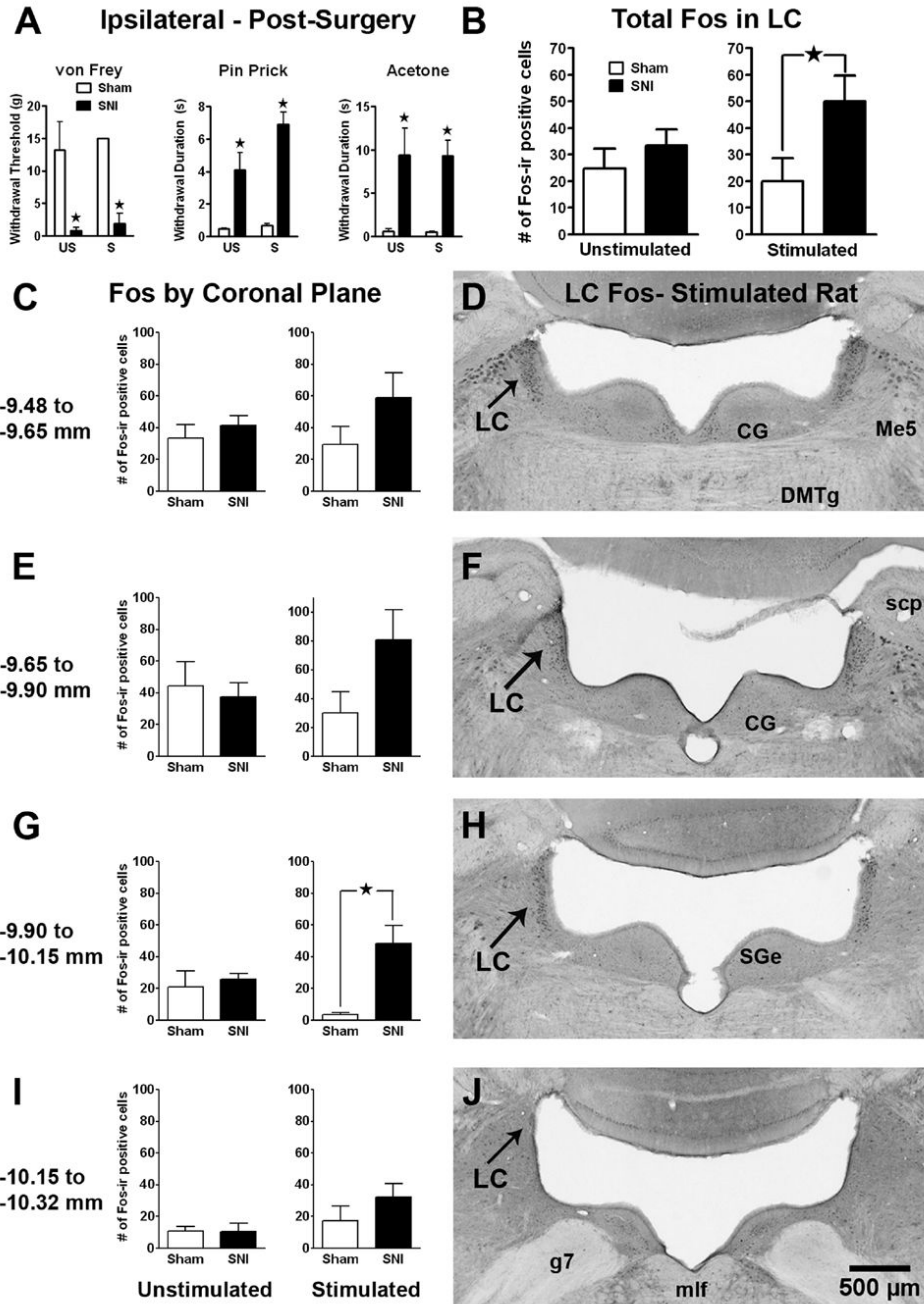 A Ipsilateral - Post-Surgery
von Frey
Sham
SNI
Withdrawal Threshold (g)
20
15
10
5
0
US S
Pin Prick
Withdrawal Duration (s)
8
6
4
2
0
US S
Acetone
Withdrawal Duration (s)
15
10
5
0
US S
B Total Fos in LC
# of Fos-ir positive cells
70
60
50
40
30
20
10
0
Sham
SNI
Unstimulated
70
60
50
40
30
20
10
0
Stimulated
C Fos by Coronal Plane
-9.48 to
-9.65 mm
# of Fos-ir positive cells
100
80
60
40
20
0
Sham SNI
100
80
60
40
20
0
Sham SNI
D LC Fos- Stimulated Rat
LC
CG
Me5
DMTg
E
-9.65 to
-9.90 mm
# of Fos-ir positive cells
100
80
60
40
20
0
Sham SNI
100
80
60
40
20
0
Sham SNI
F
scp
LC
CG
G
-9.90 to
-10.15 mm
# of Fos-ir positive cells
100
80
60
40
20
0
Sham SNI
100
80
60
40
20
0
Sham SNI
H
LC
SGe
I
-10.15 to
-10.32 mm
# of Fos-ir positive cells
100
80
60
40
20
0
Sham SNI
Unstimulated
100
80
60
40
20
0
Sham SNI
Stimulated
J
LC
g7
mlf
500 µm